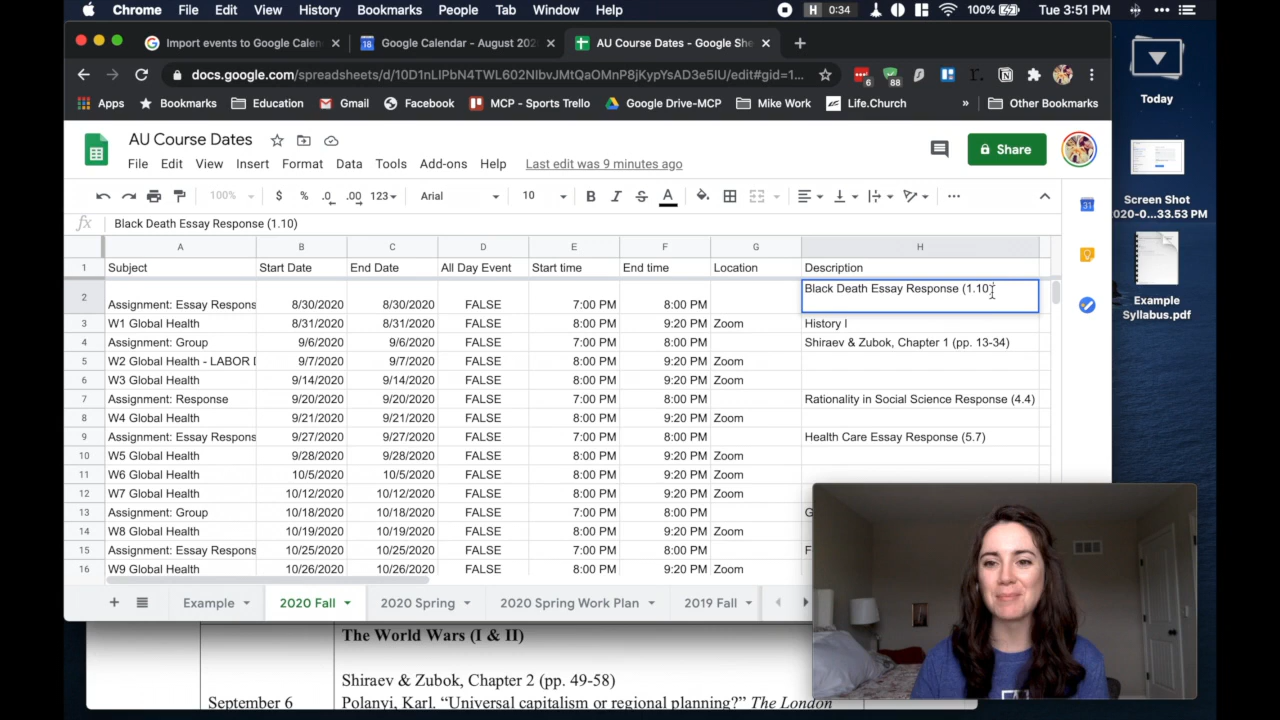 Chrome File Edit View History Bookmarks People Tab Window Help H 0:34 100% Tue 3:51 PM
Import events to Google Calen × Google Calendar - August 202 × AU Course Dates - Google She × +
docs.google.com/spreadsheets/d/10D1nLlPbN4TWL602NIbvJMtQaOMnP8jKypYsAD3e5IU/edit#gid=1... 6 88
Apps Bookmarks Education Gmail Facebook MCP - Sports Trello Google Drive-MCP Mike Work Life.Church » Other Bookmarks
Today
AU Course Dates
Share
File Edit View Insert Format Data Tools Add-ons Help Last edit was 9 minutes ago
100% $ % .0 .00 123 Arial 10 B I S A
31
Screen Shot
020-0...33.53 PM
fx Black Death Essay Response (1.10)
A B C D E F G H
1 Subject Start Date End Date All Day Event Start time End time Location Description
2 Assignment: Essay Respons 8/30/2020 8/30/2020 FALSE 7:00 PM 8:00 PM Black Death Essay Response (1.10)
Example
Syllabus.pdf
3 W1 Global Health 8/31/2020 8/31/2020 FALSE 8:00 PM 9:20 PM Zoom History I
4 Assignment: Group 9/6/2020 9/6/2020 FALSE 7:00 PM 8:00 PM Shiraev & Zubok, Chapter 1 (pp. 13-34)
5 W2 Global Health - LABOR D 9/7/2020 9/7/2020 FALSE 8:00 PM 9:20 PM Zoom
6 W3 Global Health 9/14/2020 9/14/2020 FALSE 8:00 PM 9:20 PM Zoom
7 Assignment: Response 9/20/2020 9/20/2020 FALSE 7:00 PM 8:00 PM Rationality in Social Science Response (4.4)
8 W4 Global Health 9/21/2020 9/21/2020 FALSE 8:00 PM 9:20 PM Zoom
9 Assignment: Essay Respons 9/27/2020 9/27/2020 FALSE 7:00 PM 8:00 PM Health Care Essay Response (5.7)
10 W5 Global Health 9/28/2020 9/28/2020 FALSE 8:00 PM 9:20 PM Zoom
11 W6 Global Health 10/5/2020 10/5/2020 FALSE 8:00 PM 9:20 PM Zoom
12 W7 Global Health 10/12/2020 10/12/2020 FALSE 8:00 PM 9:20 PM Zoom
13 Assignment: Group 10/18/2020 10/18/2020 FALSE 7:00 PM 8:00 PM G
14 W8 Global Health 10/19/2020 10/19/2020 FALSE 8:00 PM 9:20 PM Zoom
15 Assignment: Essay Respons 10/25/2020 10/25/2020 FALSE 7:00 PM 8:00 PM F
16 W9 Global Health 10/26/2020 10/26/2020 FALSE 8:00 PM 9:20 PM Zoom
+ Example 2020 Fall 2020 Spring 2020 Spring Work Plan 2019 Fall
The World Wars (I & II)
Shiraev & Zubok, Chapter 2 (pp. 49-58)
September 6 Polanyi, Karl. “Universal capitalism or regional planning?” The London